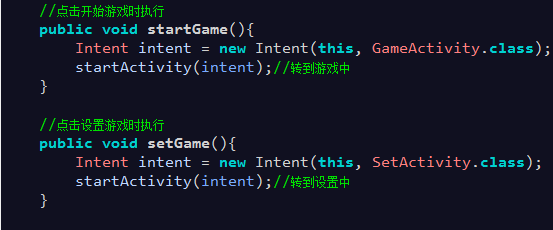 //点击开始游戏时执行
public void startGame(){
Intent intent = new Intent(this, GameActivity.class);
startActivity(intent);//转到游戏中
}
//点击设置游戏时执行
public void setGame(){
Intent intent = new Intent(this, SetActivity.class);
startActivity(intent);//转到设置中
}